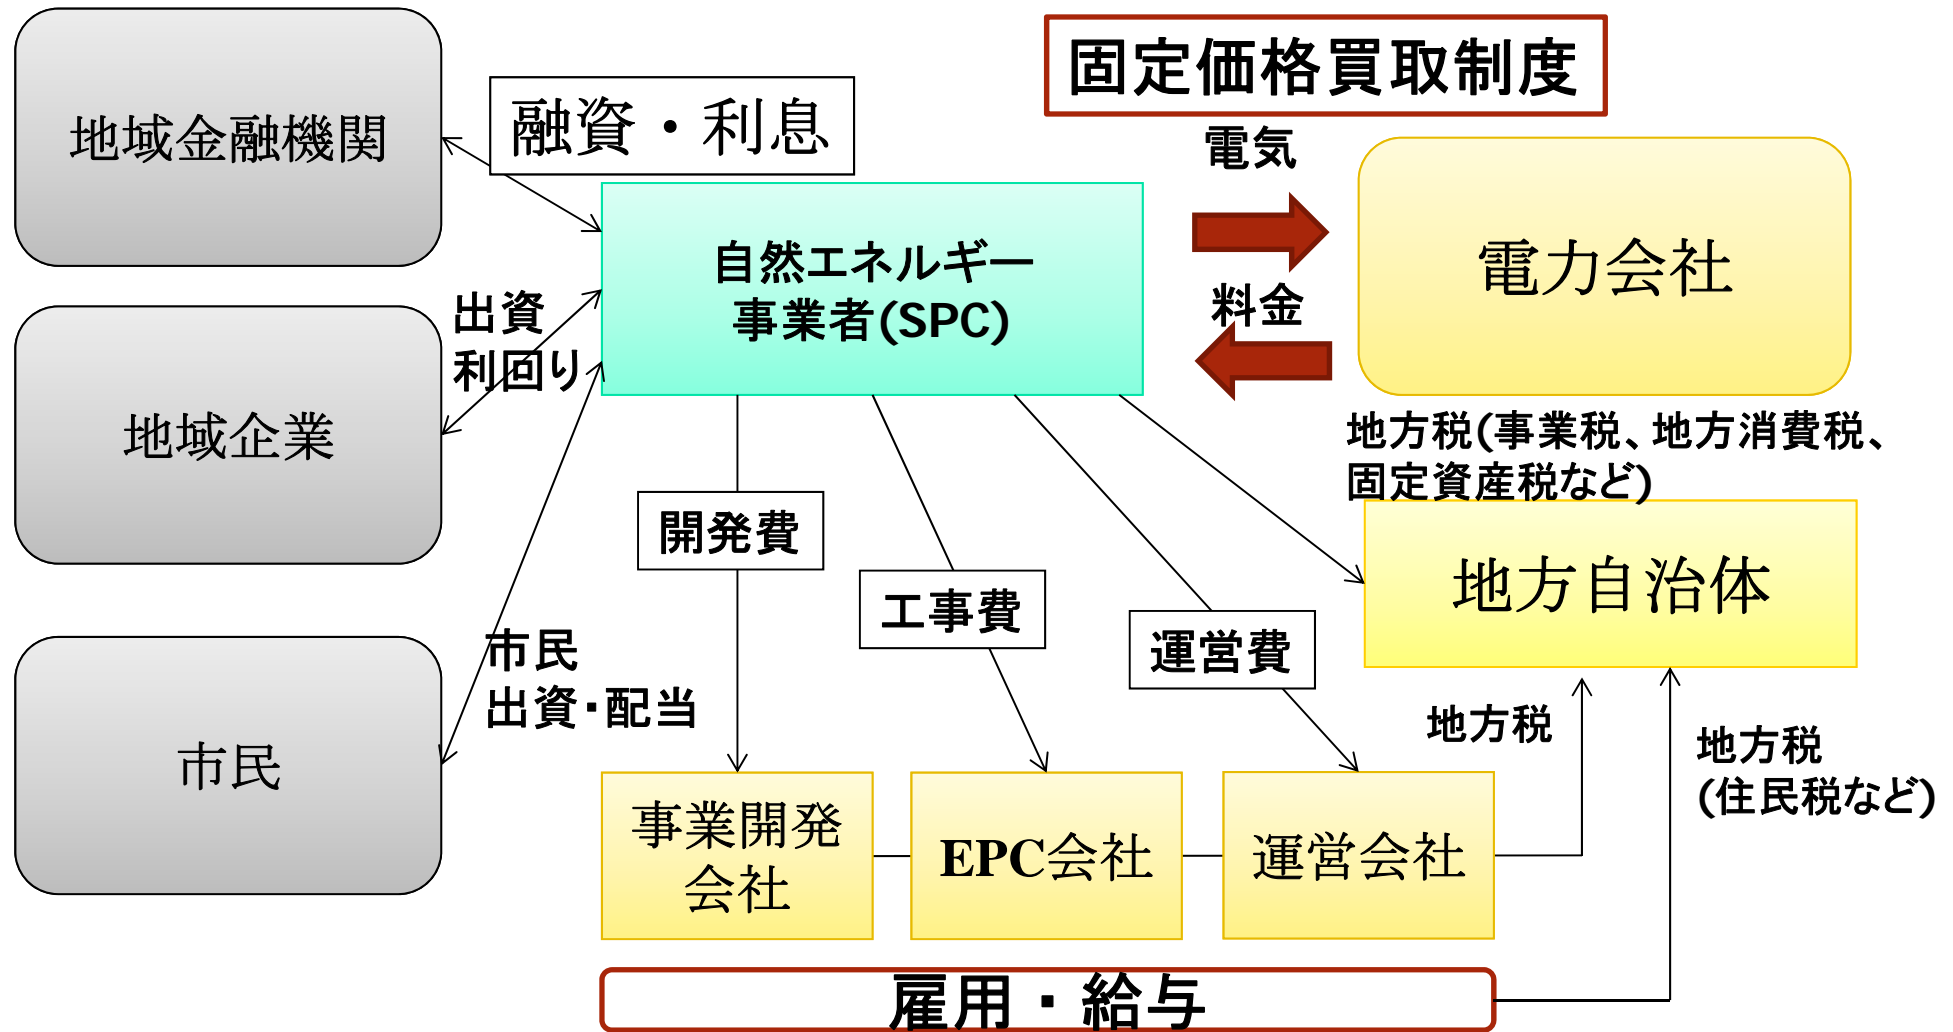 固定価格買取制度
地域金融機関
融資・利息
電気
自然エネルギー
事業者(SPC)
電力会社
料金
出資
利回り
地域企業
地方税(事業税、地方消費税、
固定資産税など)
開発費
工事費
運営費
地方自治体
市民
出資・配当
市民
地方税
地方税
(住民税など)
事業開発
会社
EPC会社
運営会社
雇用・給与